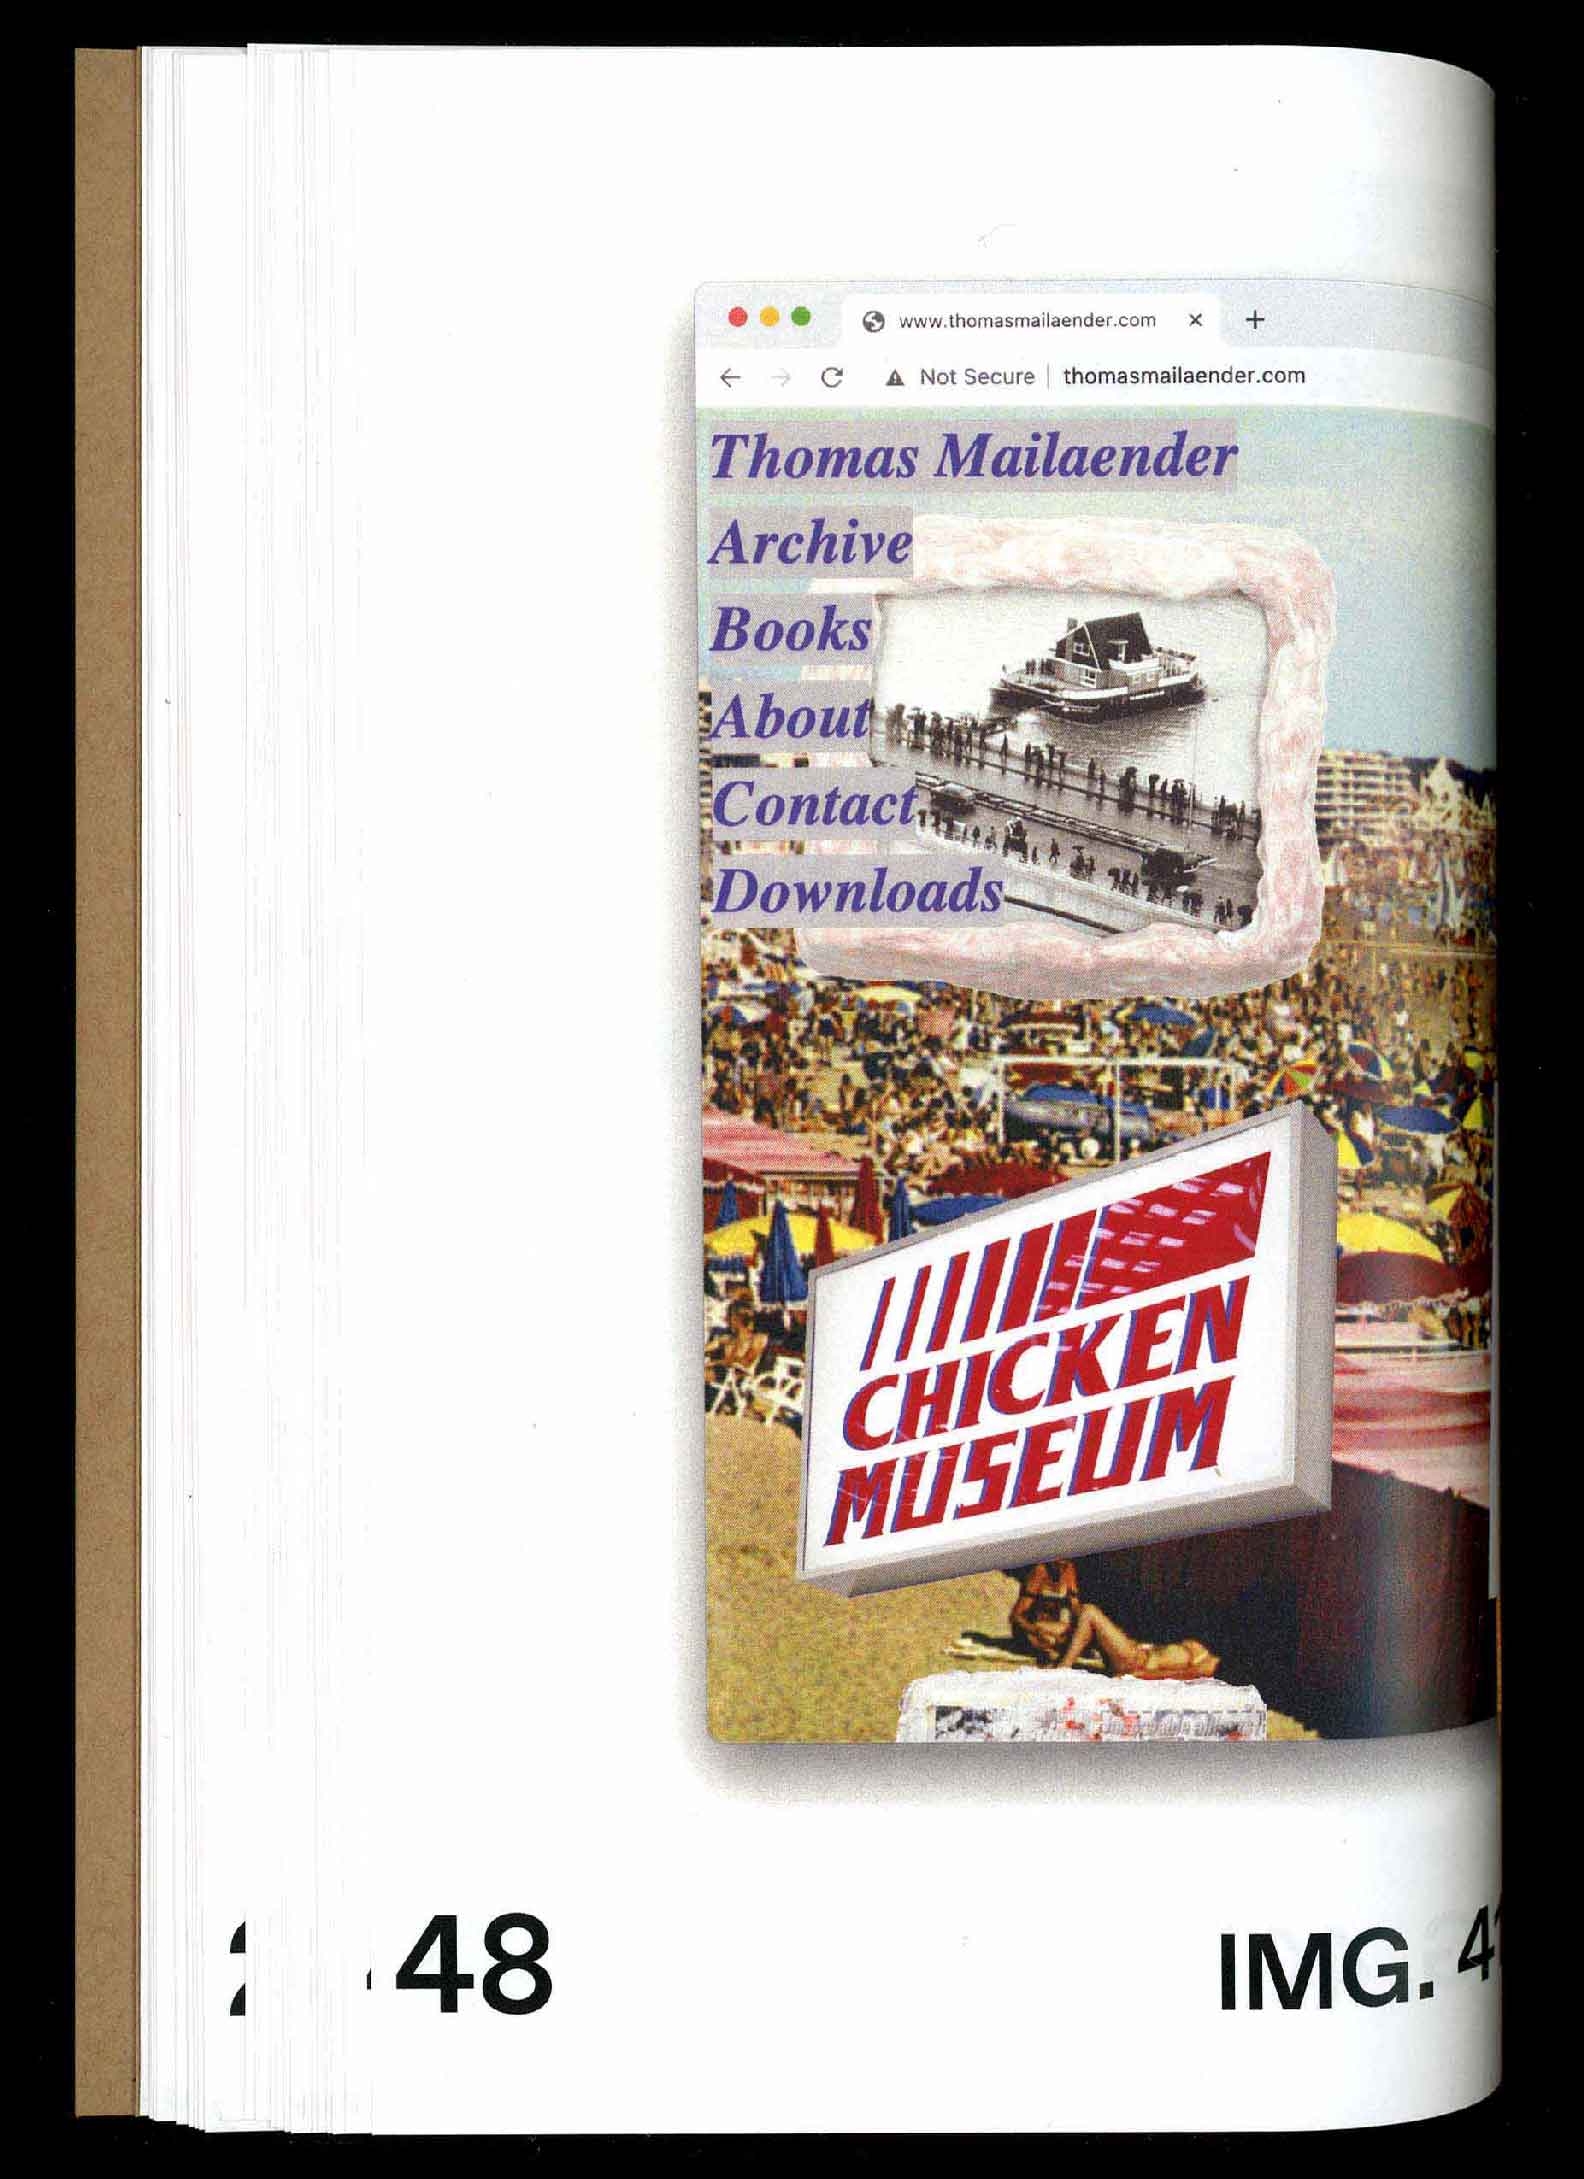 www.thomasmailaender.com
Not Secure | thomasmailaender.com
Thomas Mailaender
Archive
Books
About
Contact
Downloads
CHICKEN
MUSEUM
48
IMG.